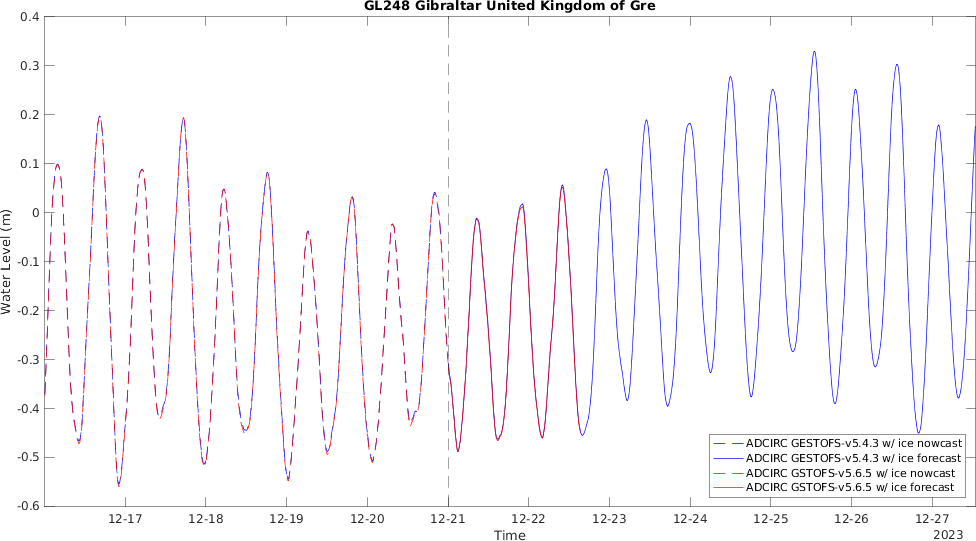 GL248 Gibraltar United Kingdom of Gre
0.4
0.3
0.2
0.1
0
-0.1
-0.2
-0.3
-0.4
-0.5
-0.6
Water Level (m)
ADCIRC GESTOFS-v5.4.3 w/ ice nowcast
ADCIRC GESTOFS-v5.4.3 w/ ice forecast
ADCIRC GSTOFS-v5.6.5 w/ ice nowcast
ADCIRC GSTOFS-v5.6.5 w/ ice forecast
12-17 12-18 12-19 12-20 12-21 12-22 12-23 12-24 12-25 12-26 12-27
Time 2023